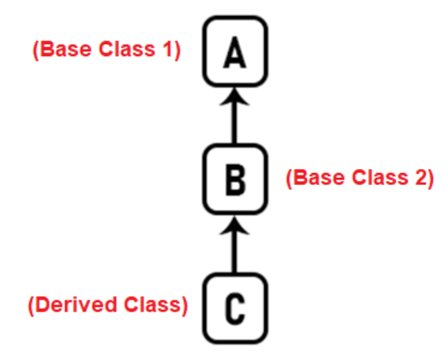 (Base Class 1)
A
B
(Base Class 2)
(Derived Class)
C